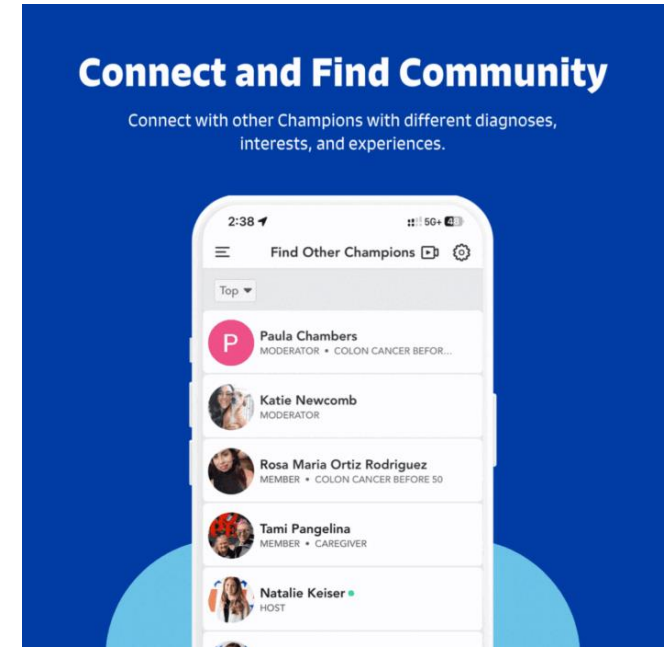 Connect and Find Community
Connect with other Champions with different diagnoses,
interests, and experiences.
2:38
5G+
Find Other Champions
Top
P
Paula Chambers
MODERATOR • COLON CANCER BEFOR...
Katie Newcomb
MODERATOR
Rosa Maria Ortiz Rodriguez
MEMBER • COLON CANCER BEFORE 50
Tami Pangelina
MEMBER • CAREGIVER
Natalie Keiser
HOST